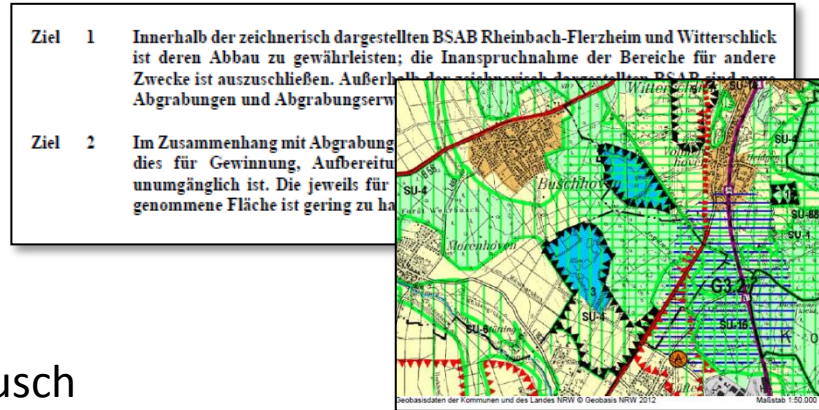 Ziel 1 Innerhalb der zeichnerisch dargestellten BSAB Rheinbach-Flerzheim und Witterschlick
ist deren Abbau zu gewährleisten; die Inanspruchnahme der Bereiche für andere
Zwecke ist auszuschließen. Außerhalb der zeichnerisch dargestellten BSAB sind neue
Abgrabungen und Abgrabungserw
Ziel 2 Im Zusammenhang mit Abgrabung
dies für Gewinnung, Aufbereitu
unumgänglich ist. Die jeweils für
genommene Fläche ist gering zu ha
usch
SU-4
Buschhoven
SU-4
SU-88
SU-4
Morenhoven
G3.2
3
SU-4
SU-16
A
Geobasisdaten der Kommunen und des Landes NRW © Geobasis NRW 2012
Maßstab 1:50.000